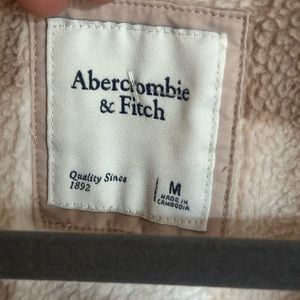 Abercrombie
& Fitch
Quality Since
1892
M
MADE IN
CAMBODIA